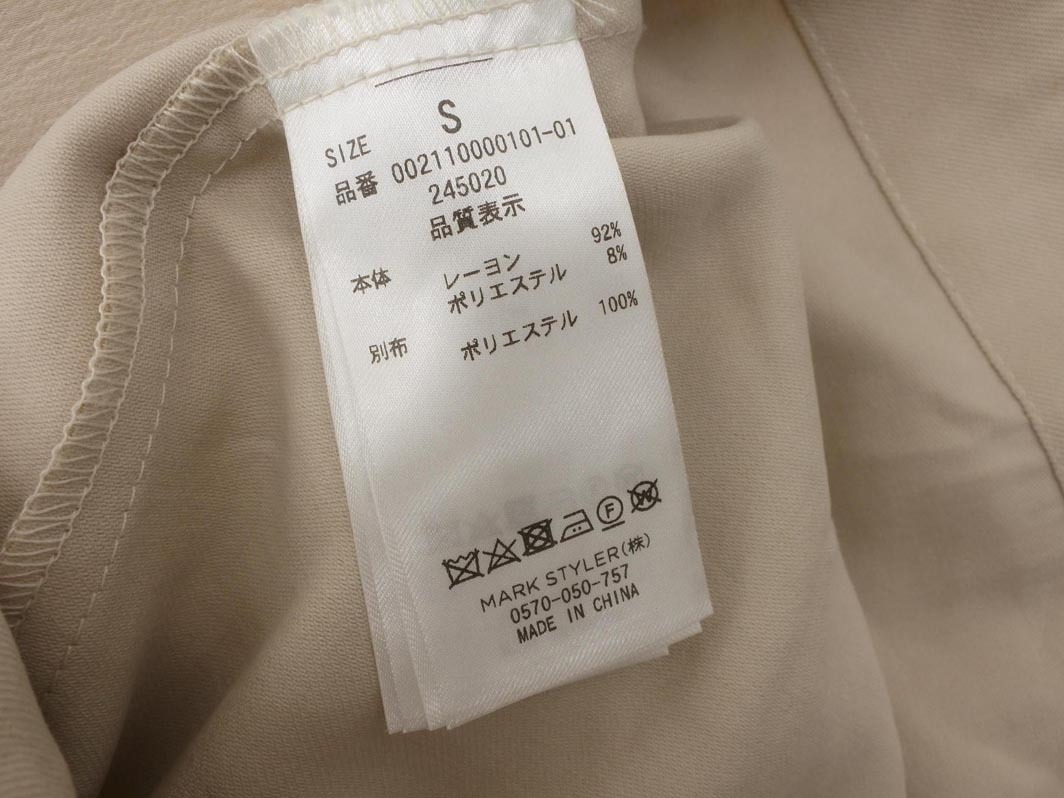 SIZE S
品番 002110000101-01
245020
品質表示
本体 レーヨン 92%
ポリエステル 8%
別布 ポリエステル 100%
F W
MARK STYLER(株)
0570-050-757
MADE IN CHINA